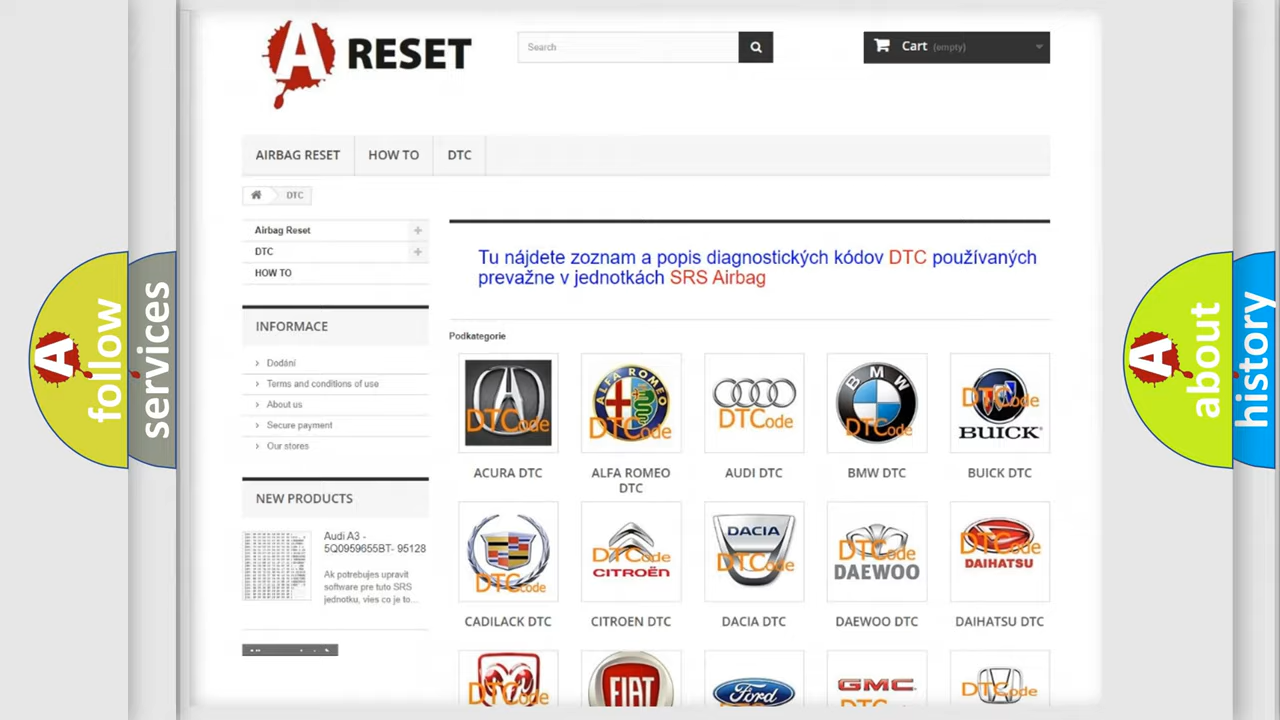 A RESET
Search
Cart (empty)
AIRBAG RESET
HOW TO
DTC
DTC
Airbag Reset
DTC
HOW TO
Tu nájdete zoznam a popis diagnostických kódov DTC používaných
prevažne v jednotkách SRS Airbag
INFORMACE
Dodání
Terms and conditions of use
About us
Secure payment
Our stores
NEW PRODUCTS
Audi A3 -
5Q0959655BT- 95128
Ak potrebujes upravit
software pre tuto SRS
jednotku, vies co je to...
Podkategorie
DTCode
ALFA ROMEO
DTCode
DTCode
BMW
DTCode
DTCode
BUICK
ACURA DTC
ALFA ROMEO
DTC
AUDI DTC
BMW DTC
BUICK DTC
DTCode
DTCode
CITROËN
DACIA
DTCode
DTCode
DAEWOO
DTCode
DAIHATSU
CADILACK DTC
CITROEN DTC
DACIA DTC
DAEWOO DTC
DAIHATSU DTC
DTCode
FIAT
Ford
GMC
DTCode
A follow
services
A about
history